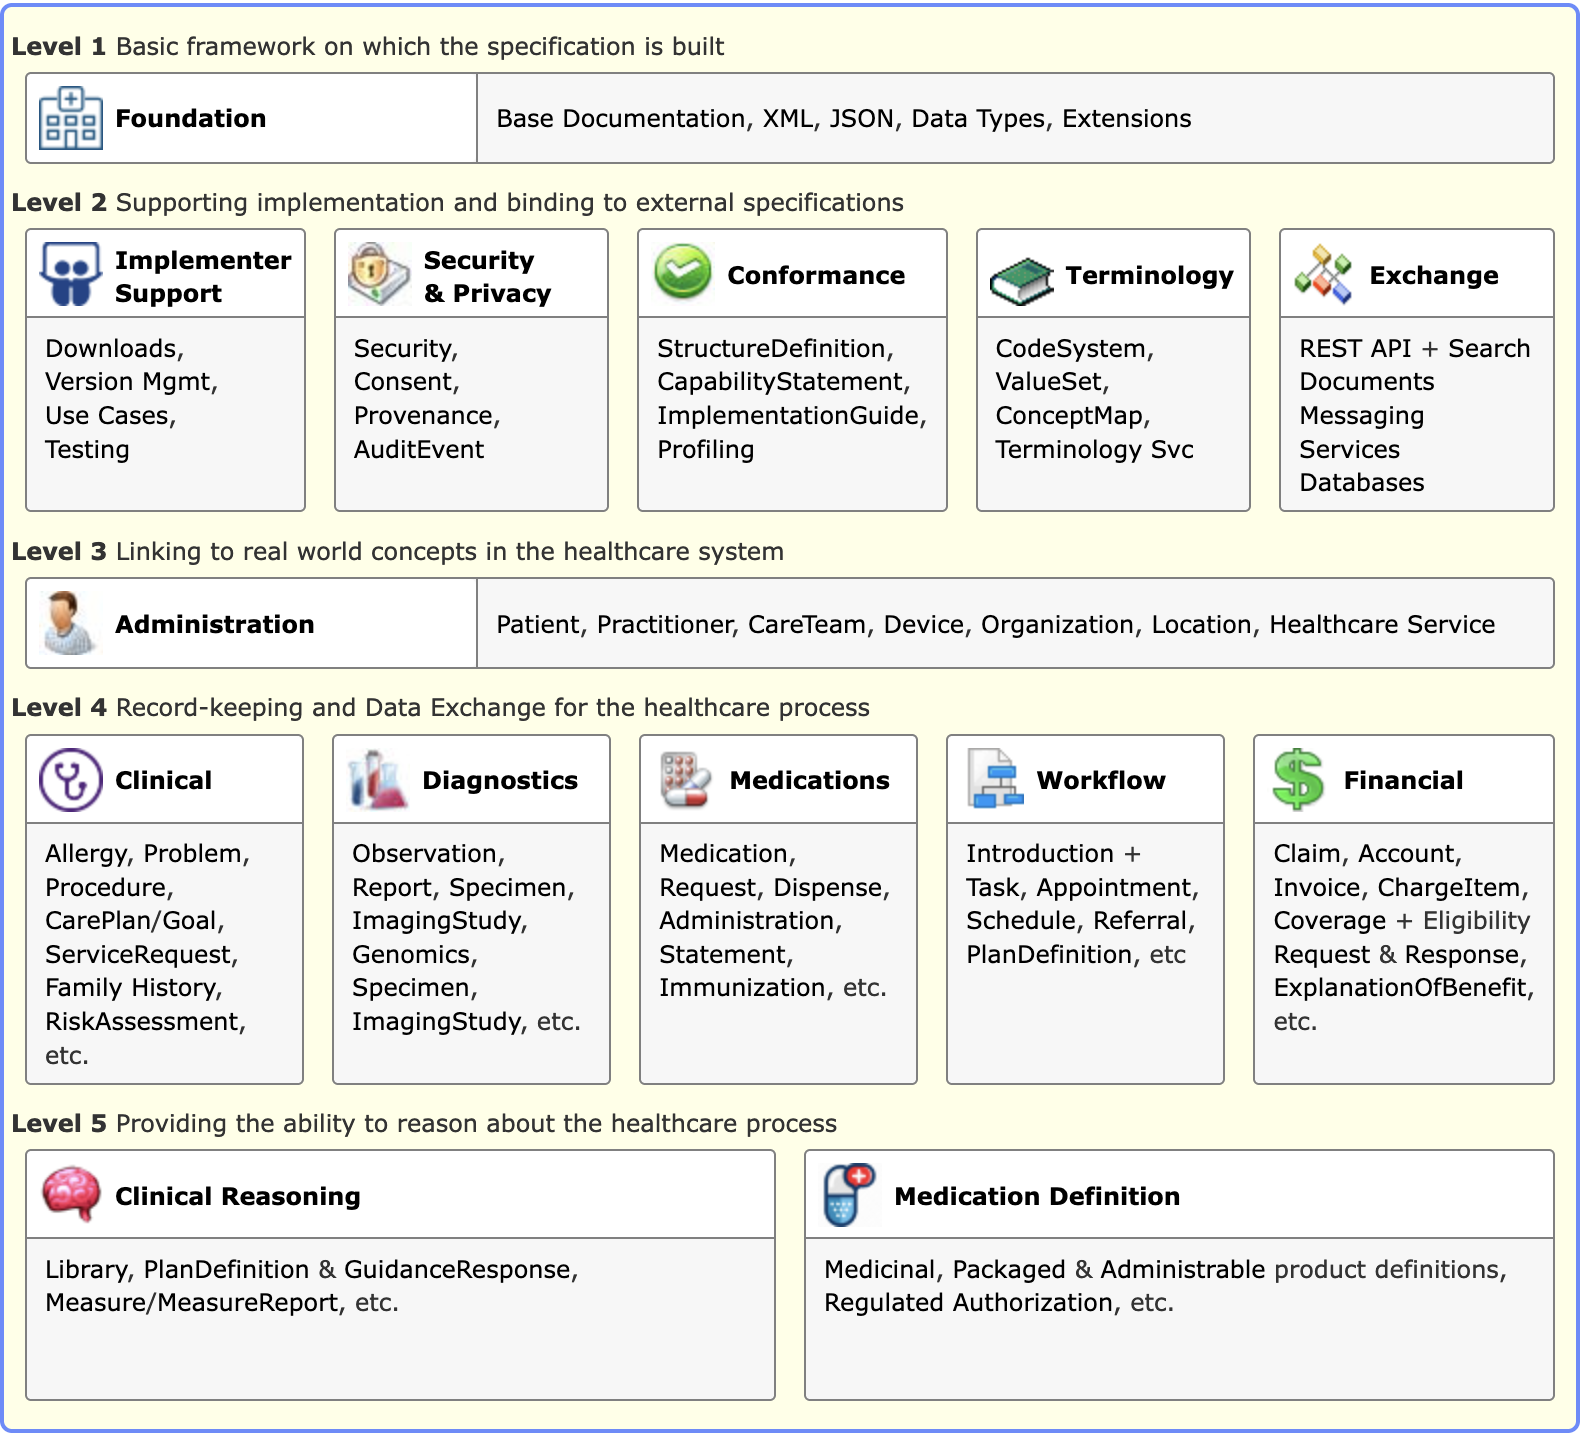 Level 1 Basic framework on which the specification is built
Foundation
Base Documentation, XML, JSON, Data Types, Extensions
Level 2 Supporting implementation and binding to external specifications
Implementer
Support
Downloads,
Version Mgmt,
Use Cases,
Testing
Security
& Privacy
Security,
Consent,
Provenance,
AuditEvent
Conformance
StructureDefinition,
CapabilityStatement,
ImplementationGuide,
Profiling
Terminology
CodeSystem,
ValueSet,
ConceptMap,
Terminology Svc
Exchange
REST API + Search
Documents
Messaging
Services
Databases
Level 3 Linking to real world concepts in the healthcare system
Administration
Patient, Practitioner, CareTeam, Device, Organization, Location, Healthcare Service
Level 4 Record-keeping and Data Exchange for the healthcare process
Clinical
Allergy, Problem,
Procedure,
CarePlan/Goal,
ServiceRequest,
Family History,
RiskAssessment,
etc.
Diagnostics
Observation,
Report, Specimen,
ImagingStudy,
Genomics,
Specimen,
ImagingStudy, etc.
Medications
Medication,
Request, Dispense,
Administration,
Statement,
Immunization, etc.
Workflow
Introduction +
Task, Appointment,
Schedule, Referral,
PlanDefinition, etc
Financial
Claim, Account,
Invoice, ChargeItem,
Coverage + Eligibility
Request & Response,
ExplanationOfBenefit,
etc.
Level 5 Providing the ability to reason about the healthcare process
Clinical Reasoning
Library, PlanDefinition & GuidanceResponse,
Measure/MeasureReport, etc.
Medication Definition
Medicinal, Packaged & Administrable product definitions,
Regulated Authorization, etc.